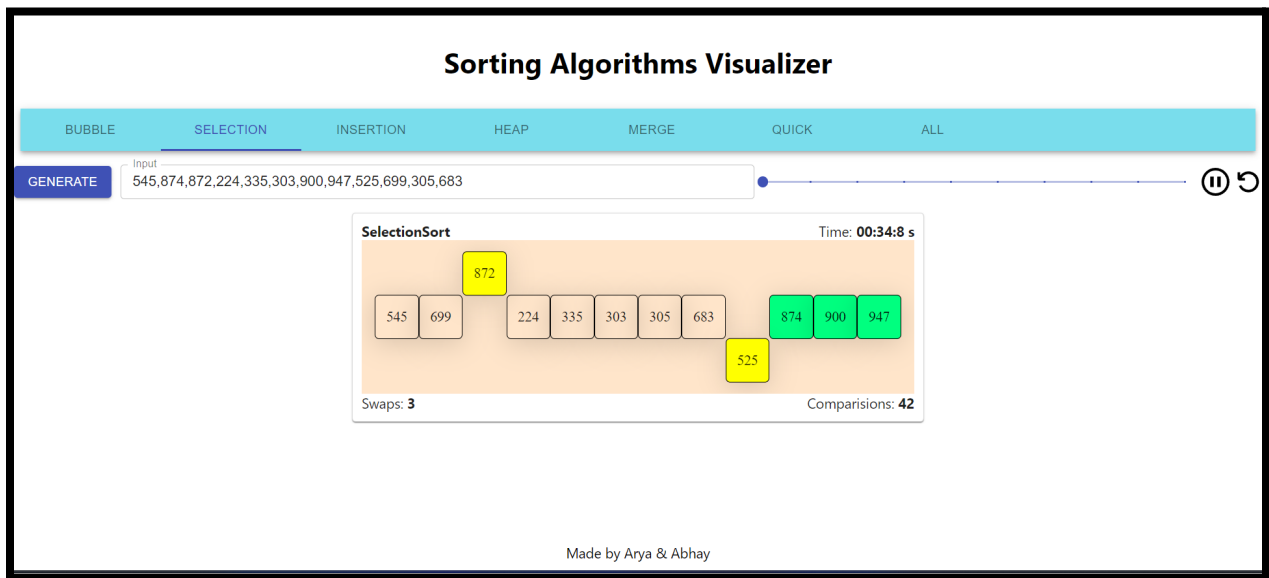 Sorting Algorithms Visualizer
BUBBLE SELECTION INSERTION HEAP MERGE QUICK ALL
Input
GENERATE 545,874,872,224,335,303,900,947,525,699,305,683
SelectionSort Time: 00:34:8 s
872
545 699 224 335 303 305 683 874 900 947
525
Swaps: 3 Comparisions: 42
Made by Arya & Abhay